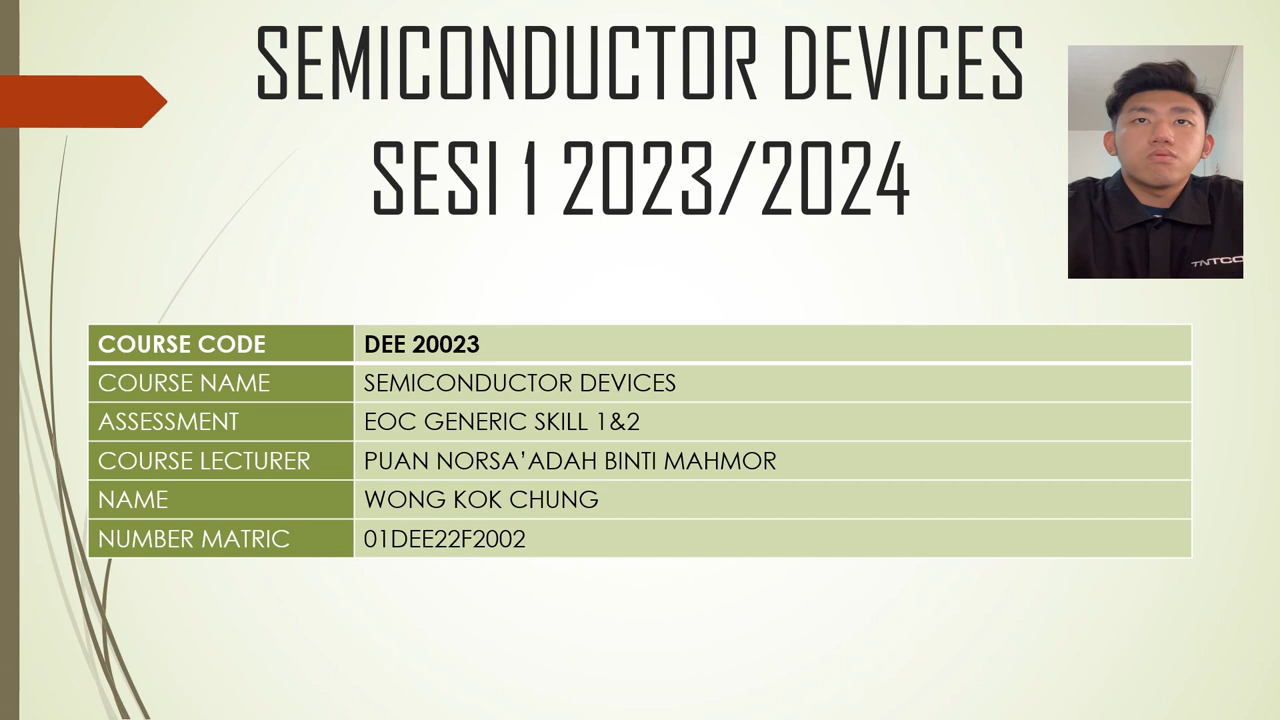 SEMICONDUCTOR DEVICES
SESI 1 2023/2024
TNTCO
COURSE CODE DEE 20023
COURSE NAME SEMICONDUCTOR DEVICES
ASSESSMENT EOC GENERIC SKILL 1&2
COURSE LECTURER PUAN NORSA’ADAH BINTI MAHMOR
NAME WONG KOK CHUNG
NUMBER MATRIC 01DEE22F2002